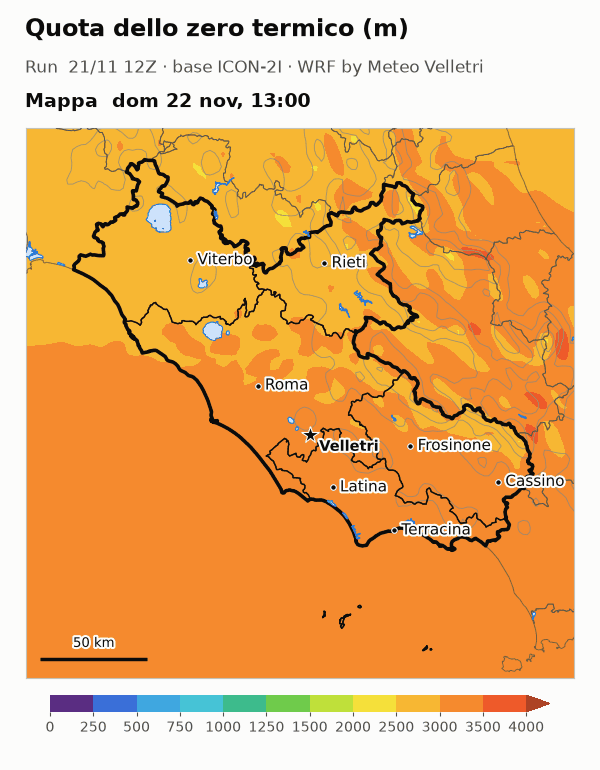 Quota dello zero termico (m)
Run  21/11 12Z · base ICON-2I · WRF by Meteo Velletri
Mappa  dom 22 nov, 13:00
Viterbo
Rieti
Roma
Velletri
Frosinone
Cassino
Latina
Terracina
50 km
0 250 500 750 1000 1250 1500 2000 2500 3000 3500 4000